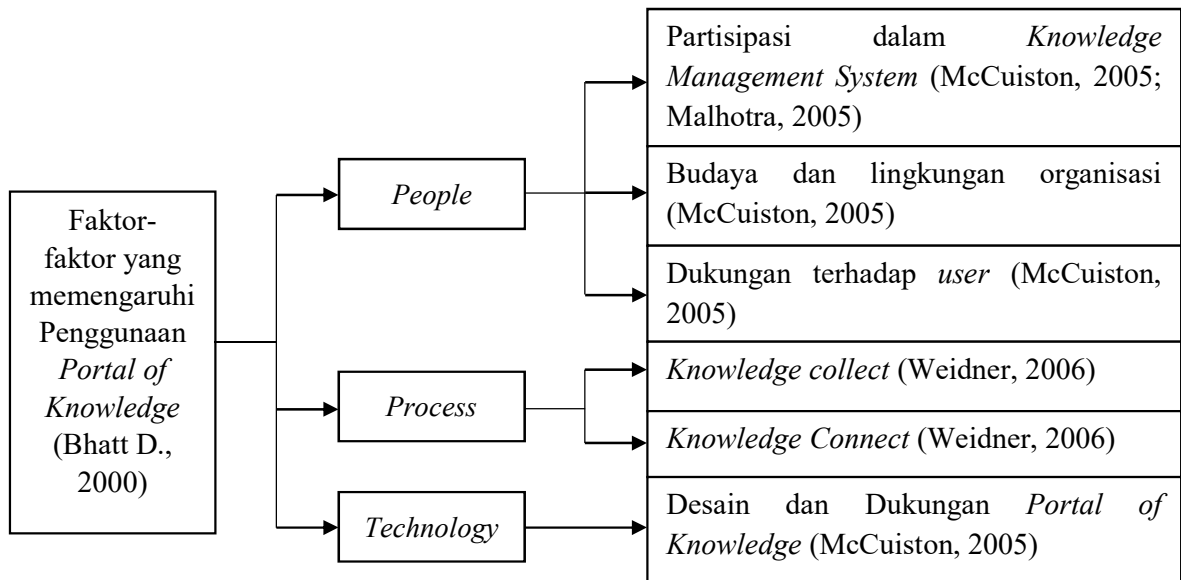 Faktor-
faktor yang
memengaruhi
Penggunaan
Portal of
Knowledge
(Bhatt D.,
2000)
People
Partisipasi dalam Knowledge
Management System (McCuiston, 2005;
Malhotra, 2005)
Budaya dan lingkungan organisasi
(McCuiston, 2005)
Dukungan terhadap user (McCuiston,
2005)
Process
Knowledge collect (Weidner, 2006)
Knowledge Connect (Weidner, 2006)
Technology
Desain dan Dukungan Portal of
Knowledge (McCuiston, 2005)